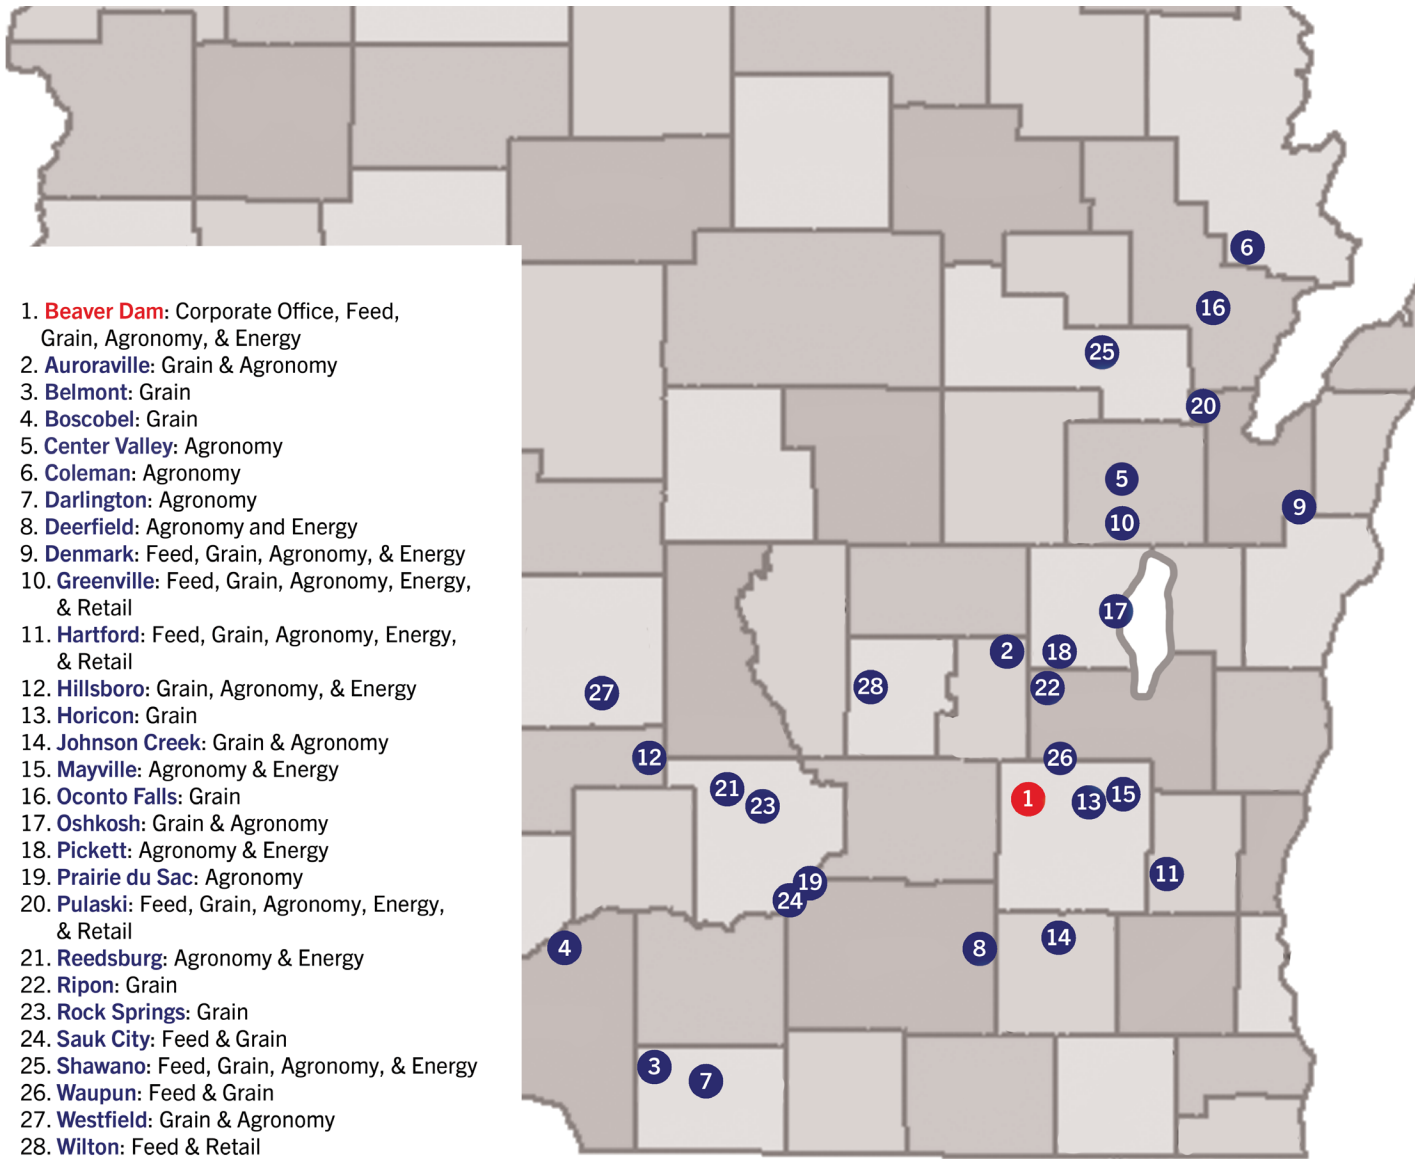 1. Beaver Dam: Corporate Office, Feed,
Grain, Agronomy, & Energy
2. Auroraville: Grain & Agronomy
3. Belmont: Grain
4. Boscobel: Grain
5. Center Valley: Agronomy
6. Coleman: Agronomy
7. Darlington: Agronomy
8. Deerfield: Agronomy and Energy
9. Denmark: Feed, Grain, Agronomy, & Energy
10. Greenville: Feed, Grain, Agronomy, Energy,
& Retail
11. Hartford: Feed, Grain, Agronomy, Energy,
& Retail
12. Hillsboro: Grain, Agronomy, & Energy
13. Horicon: Grain
14. Johnson Creek: Grain & Agronomy
15. Mayville: Agronomy & Energy
16. Oconto Falls: Grain
17. Oshkosh: Grain & Agronomy
18. Pickett: Agronomy & Energy
19. Prairie du Sac: Agronomy
20. Pulaski: Feed, Grain, Agronomy, Energy,
& Retail
21. Reedsburg: Agronomy & Energy
22. Ripon: Grain
23. Rock Springs: Grain
24. Sauk City: Feed & Grain
25. Shawano: Feed, Grain, Agronomy, & Energy
26. Waupun: Feed & Grain
27. Westfield: Grain & Agronomy
28. Wilton: Feed & Retail
6
16
25
20
5
9
10
17
2
18
28
22
27
12
26
21
23
1
13
15
11
19
24
14
4
8
3
7